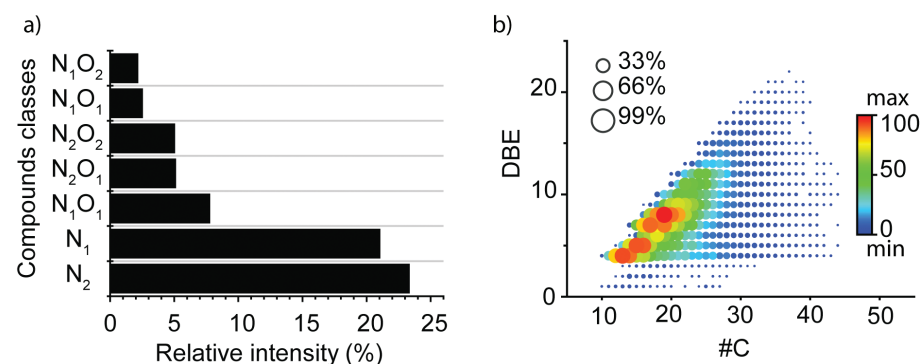 a)
Compounds classes
N₁O₂
N₁O₁
N₂O₂
N₂O₁
N₁O₁
N₁
N₂
0 5 10 15 20 25
Relative intensity (%)
b)
DBE
20
10
0
33%
66%
99%
max
100
50
0
min
10 20 30 40 50
#C